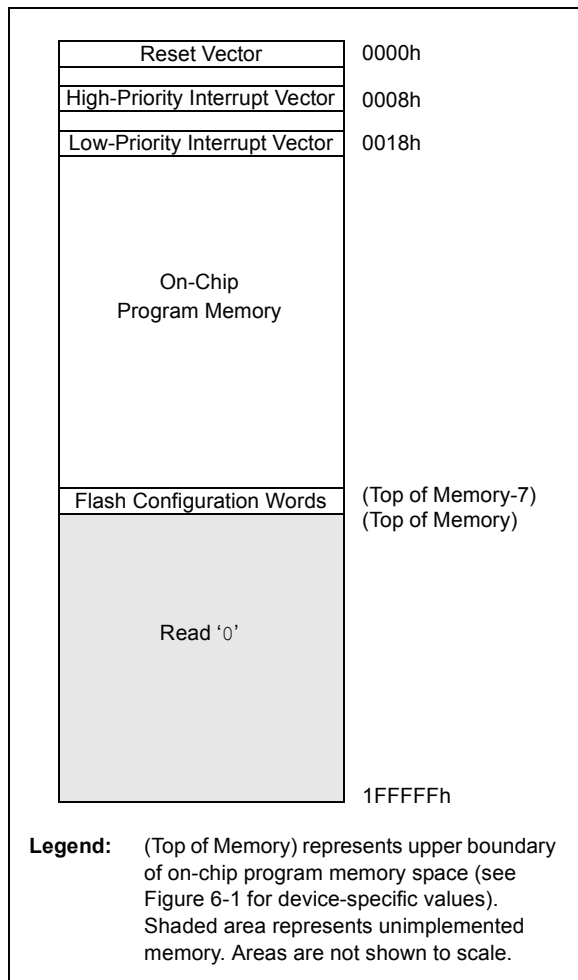 Reset Vector 0000h
High-Priority Interrupt Vector 0008h
Low-Priority Interrupt Vector 0018h
On-Chip
Program Memory
Flash Configuration Words (Top of Memory-7)
(Top of Memory)
Read ‘0’
1FFFFFh
Legend: (Top of Memory) represents upper boundary
of on-chip program memory space (see
Figure 6-1 for device-specific values).
Shaded area represents unimplemented
memory. Areas are not shown to scale.